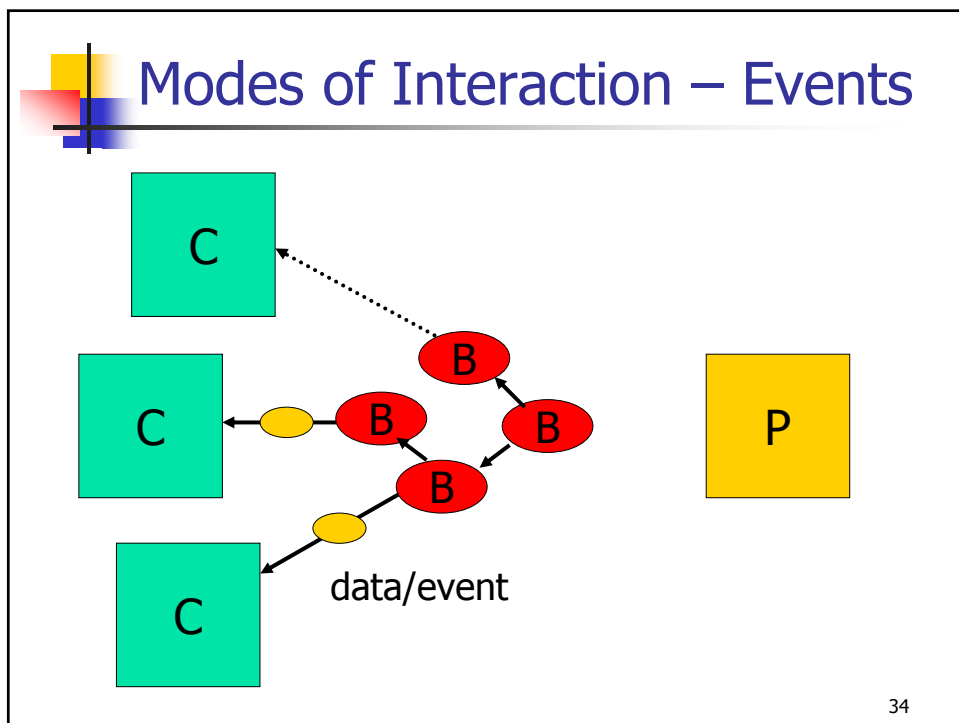 Modes of Interaction – Events
C
B
C
B
B
P
B
C
data/event
34